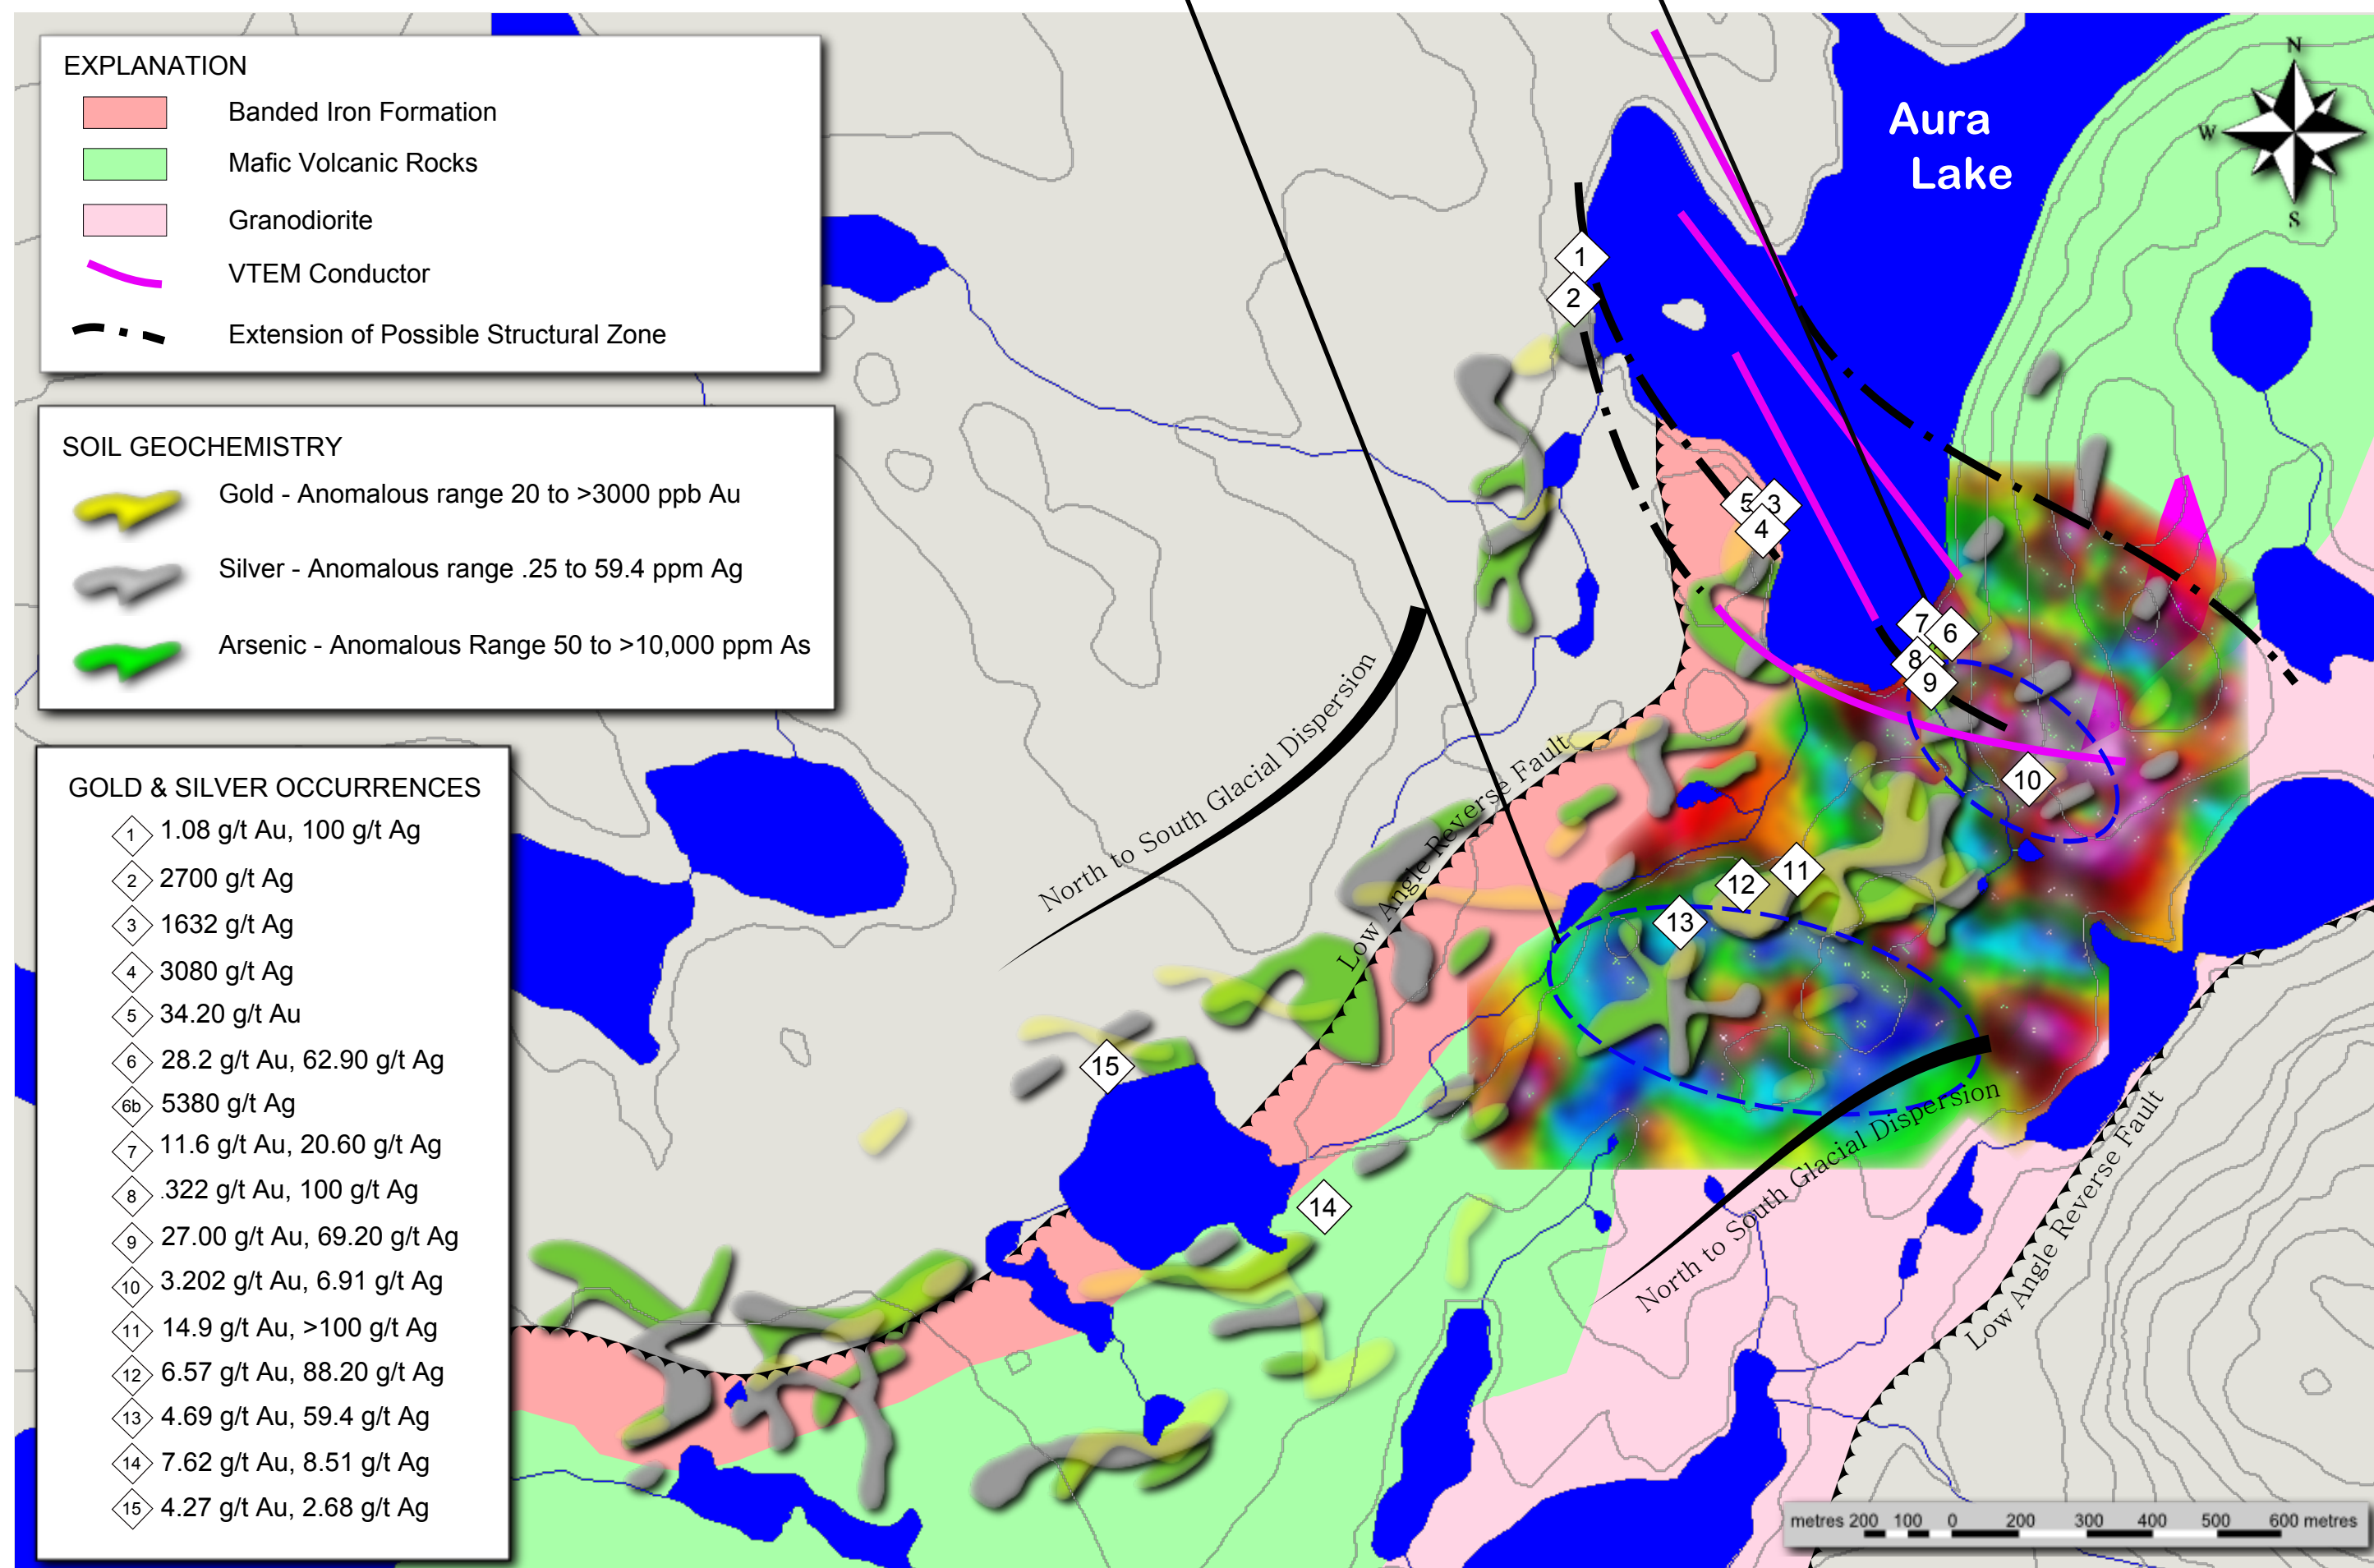 EXPLANATION
Banded Iron Formation
Mafic Volcanic Rocks
Granodiorite
VTEM Conductor
Extension of Possible Structural Zone
SOIL GEOCHEMISTRY
Gold - Anomalous range 20 to >3000 ppb Au
Silver - Anomalous range .25 to 59.4 ppm Ag
Arsenic - Anomalous Range 50 to >10,000 ppm As
GOLD & SILVER OCCURRENCES
1 1.08 g/t Au, 100 g/t Ag
2 2700 g/t Ag
3 1632 g/t Ag
4 3080 g/t Ag
5 34.20 g/t Au
6 28.2 g/t Au, 62.90 g/t Ag
6b 5380 g/t Ag
7 11.6 g/t Au, 20.60 g/t Ag
8 .322 g/t Au, 100 g/t Ag
9 27.00 g/t Au, 69.20 g/t Ag
10 3.202 g/t Au, 6.91 g/t Ag
11 14.9 g/t Au, >100 g/t Ag
12 6.57 g/t Au, 88.20 g/t Ag
13 4.69 g/t Au, 59.4 g/t Ag
14 7.62 g/t Au, 8.51 g/t Ag
15 4.27 g/t Au, 2.68 g/t Ag
Aura
Lake
N
W
S
1
2
5 3
4
7 6
8
9
10
11
12
13
14
15
North to South Glacial Dispersion
Low Angle Reverse Fault
North to South Glacial Dispersion
Low Angle Reverse Fault
metres 200 100 0 200 300 400 500 600 metres